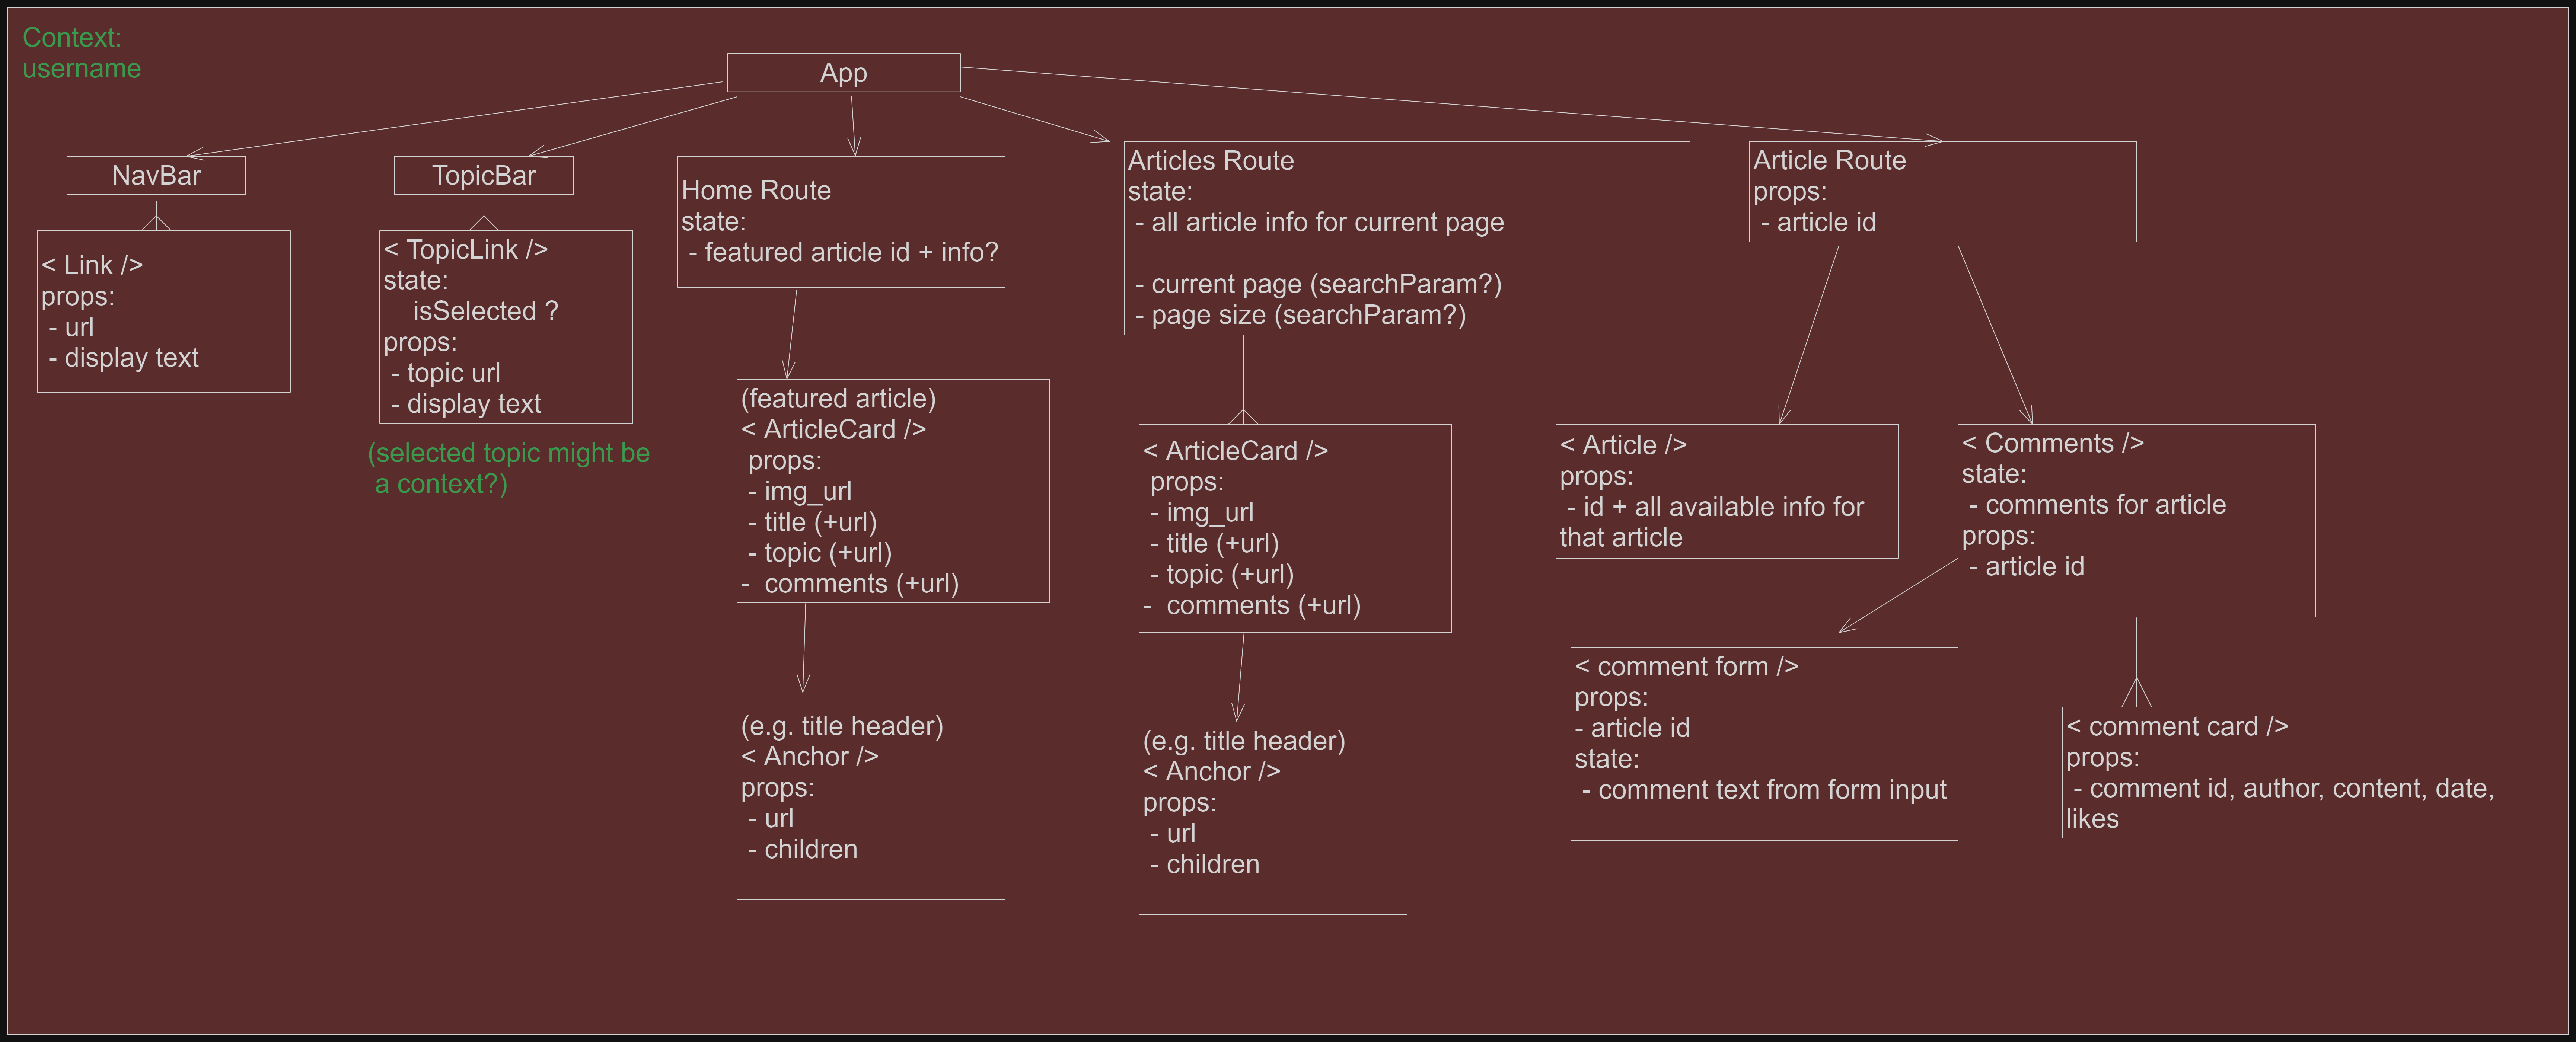 Context:
username
App
NavBar
< Link />
props:
- url
- display text
TopicBar
< TopicLink />
state:
isSelected ?
props:
- topic url
- display text
(selected topic might be
a context?)
Home Route
state:
- featured article id + info?
(featured article)
< ArticleCard />
props:
- img_url
- title (+url)
- topic (+url)
- comments (+url)
(e.g. title header)
< Anchor />
props:
- url
- children
Articles Route
state:
- all article info for current page
- current page (searchParam?)
- page size (searchParam?)
< ArticleCard />
props:
- img_url
- title (+url)
- topic (+url)
- comments (+url)
(e.g. title header)
< Anchor />
props:
- url
- children
Article Route
props:
- article id
< Article />
props:
- id + all available info for
that article
< Comments />
state:
- comments for article
props:
- article id
< comment form />
props:
- article id
state:
- comment text from form input
< comment card />
props:
- comment id, author, content, date,
likes